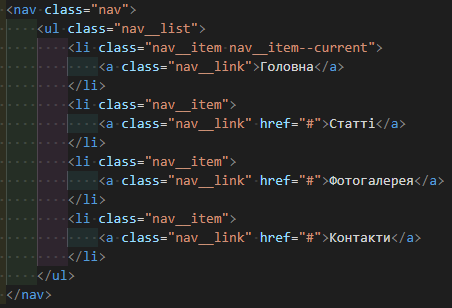 <nav class="nav">
    <ul class="nav__list">
        <li class="nav__item nav__item--current">
            <a class="nav__link">Головна</a>
        </li>
        <li class="nav__item">
            <a class="nav__link" href="#">Статті</a>
        </li>
        <li class="nav__item">
            <a class="nav__link" href="#">Фотогалерея</a>
        </li>
        <li class="nav__item">
            <a class="nav__link" href="#">Контакти</a>
        </li>
    </ul>
</nav>